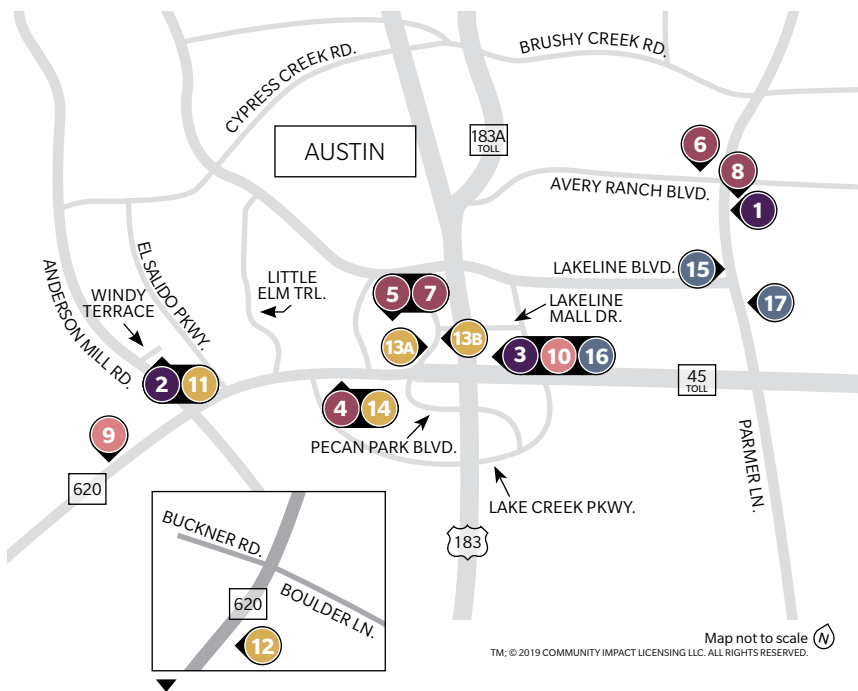 BRUSHY CREEK RD.
CYPRESS CREEK RD.
183A
TOLL
AUSTIN
6
8
AVERY RANCH BLVD.
1
EL SALIDO PKWY.
ANDERSON MILL RD.
WINDY
TERRACE
LITTLE
ELM TRL.
LAKELINE BLVD.
15
5
7
17
LAKELINE
MALL DR.
13A
13B
3
10
16
2
11
45
TOLL
4
14
9
PECAN PARK BLVD.
PARMER LN.
620
LAKE CREEK PKWY.
183
BUCKNER RD.
620
BOULDER LN.
12
Map not to scale
N
TM; © 2019 COMMUNITY IMPACT LICENSING LLC. ALL RIGHTS RESERVED.